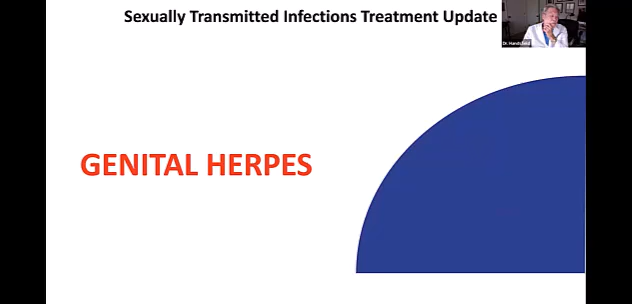 Sexually Transmitted Infections Treatment Update
GENITAL HERPES